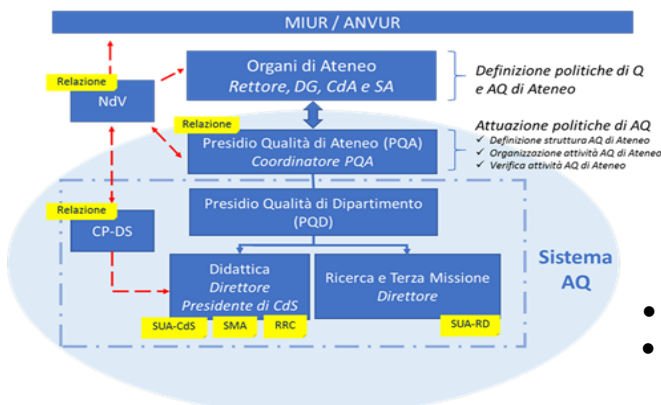 MIUR / ANVUR
Organi di Ateneo
Rettore, DG, CdA e SA
Definizione politiche di Q
e AQ di Ateneo
Relazione
NdV
Relazione
Presidio Qualità di Ateneo (PQA)
Coordinatore PQA
Attuazione politiche di AQ
✓ Definizione struttura AQ di Ateneo
✓ Organizzazione attività AQ di Ateneo
✓ Verifica attività AQ di Ateneo
Presidio Qualità di Dipartimento
(PQD)
Relazione
CP-DS
Didattica
Direttore
Presidente di CdS
Ricerca e Terza Missione
Direttore
Sistema
AQ
SUA-CdS
SMA
RRC
SUA-RD